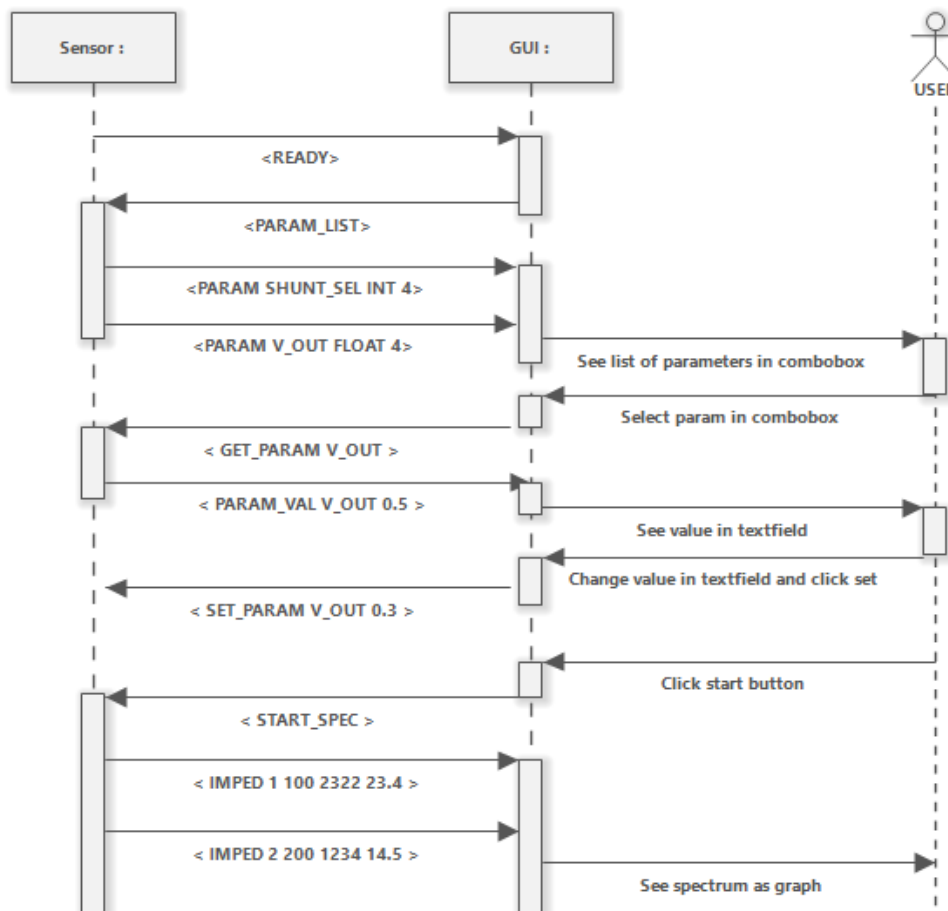 Sensor :
GUI :
USER
<READY>
<PARAM_LIST>
<PARAM SHUNT_SEL INT 4>
<PARAM V_OUT FLOAT 4>
See list of parameters in combobox
Select param in combobox
< GET_PARAM V_OUT >
< PARAM_VAL V_OUT 0.5 >
See value in textfield
Change value in textfield and click set
< SET_PARAM V_OUT 0.3 >
Click start button
< START_SPEC >
< IMPED 1 100 2322 23.4 >
< IMPED 2 200 1234 14.5 >
See spectrum as graph